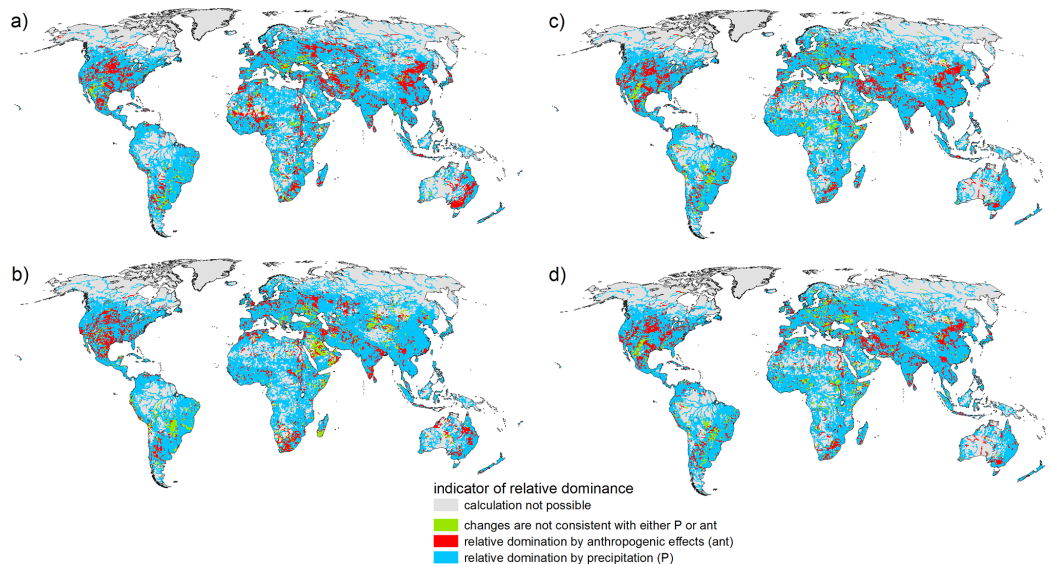 a)
c)
b)
d)
indicator of relative dominance
calculation not possible
changes are not consistent with either P or ant
relative domination by anthropogenic effects (ant)
relative domination by precipitation (P)